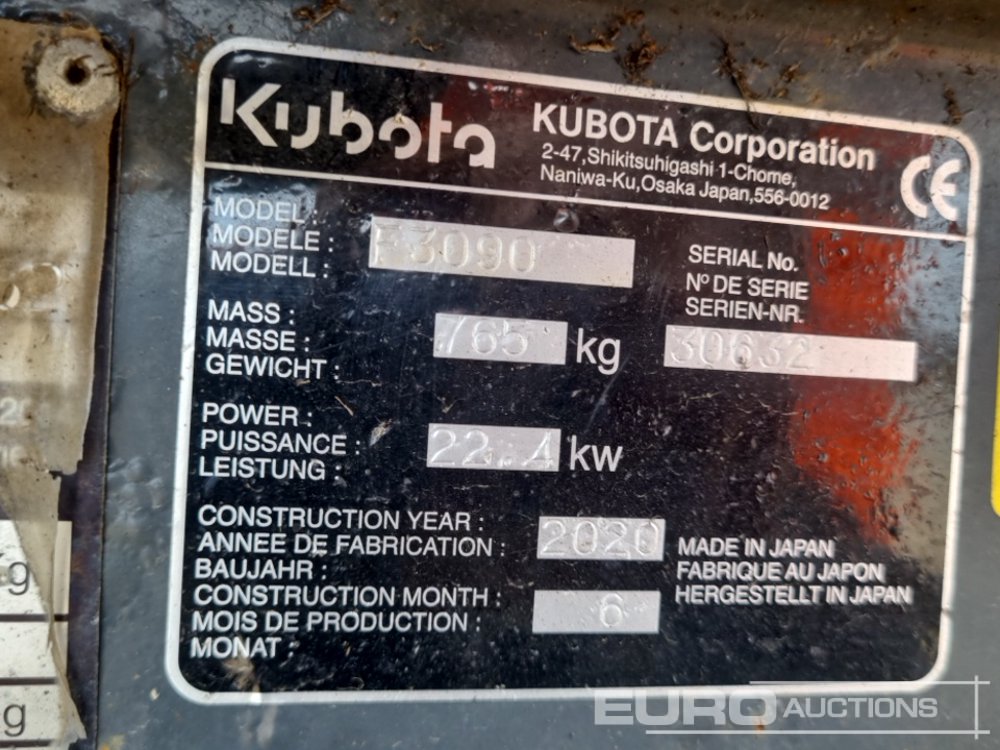 Kubota
KUBOTA Corporation
2-47,Shikitsuhigashi 1-Chome,
Naniwa-Ku,Osaka Japan,556-0012
CE
MODEL :
MODELE :
MODELL :
F3090
SERIAL No.
Nº DE SERIE
SERIEN-NR.
30632
MASS :
MASSE :
GEWICHT :
765 kg
POWER :
PUISSANCE :
LEISTUNG :
22.4 kw
CONSTRUCTION YEAR :
ANNEE DE FABRICATION :
BAUJAHR :
2020
CONSTRUCTION MONTH :
MOIS DE PRODUCTION :
MONAT :
6
MADE IN JAPAN
FABRIQUE AU JAPON
HERGESTELLT IN JAPAN
g
g
EURO AUCTIONS